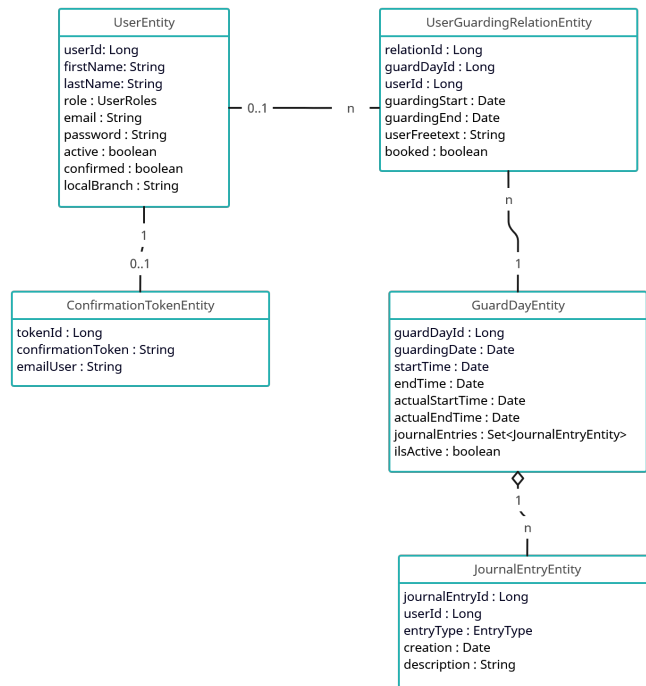 UserEntity
userId: Long
firstName: String
lastName: String
role : UserRoles
email : String
password : String
active : boolean
confirmed : boolean
localBranch : String
0..1
n
UserGuardingRelationEntity
relationId : Long
guardDayId : Long
userId : Long
guardingStart : Date
guardingEnd : Date
userFreetext : String
booked : boolean
1
0..1
n
1
ConfirmationTokenEntity
tokenId : Long
confirmationToken : String
emailUser : String
GuardDayEntity
guardDayId : Long
guardingDate : Date
startTime : Date
endTime : Date
actualStartTime : Date
actualEndTime : Date
journalEntries : Set<JournalEntryEntity>
ilsActive : boolean
1
n
JournalEntryEntity
journalEntryId : Long
userId : Long
entryType : EntryType
creation : Date
description : String